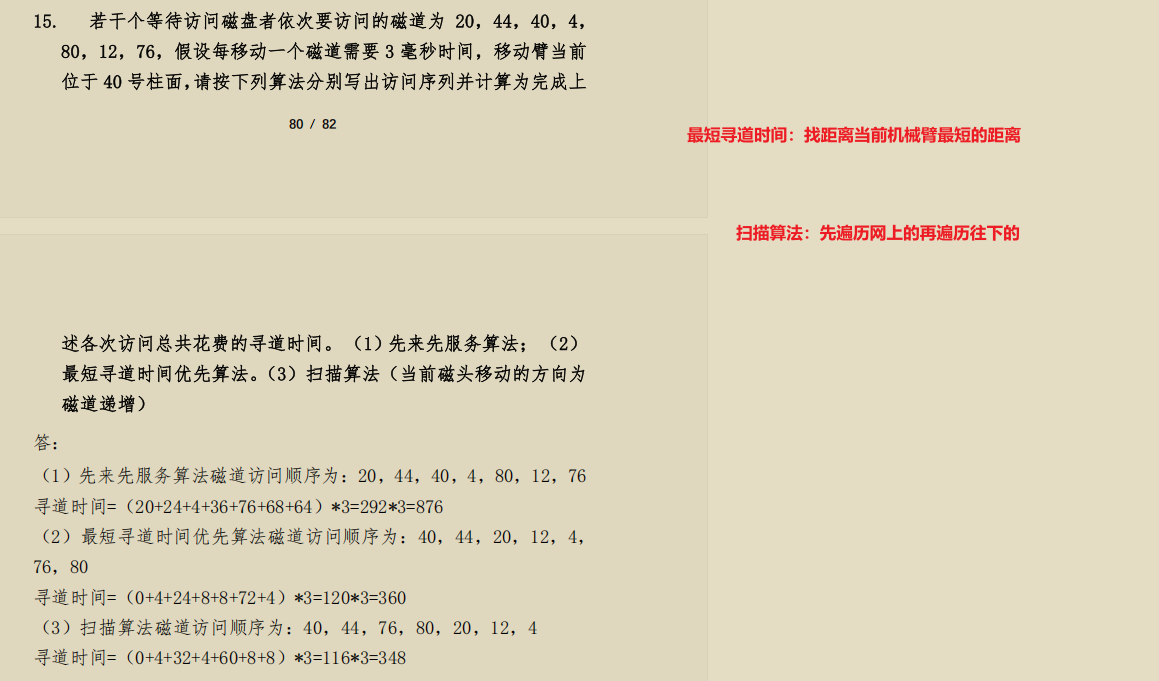 15. 若干个等待访问磁盘者依次要访问的磁道为 20，44，40，4，
80，12，76，假设每移动一个磁道需要 3 毫秒时间，移动臂当前
位于 40 号柱面，请按下列算法分别写出访问序列并计算为完成上
80 / 82
最短寻道时间：找距离当前机械臂最短的距离
扫描算法：先遍历网上的再遍历往下的
述各次访问总共花费的寻道时间。（1）先来先服务算法；（2）
最短寻道时间优先算法。（3）扫描算法（当前磁头移动的方向为
磁道递增）
答：
（1）先来先服务算法磁道访问顺序为：20，44，40，4，80，12，76
寻道时间=（20+24+4+36+76+68+64）*3=292*3=876
（2）最短寻道时间优先算法磁道访问顺序为：40，44，20，12，4，
76，80
寻道时间=（0+4+24+8+8+72+4）*3=120*3=360
（3）扫描算法磁道访问顺序为：40，44，76，80，20，12，4
寻道时间=（0+4+32+4+60+8+8）*3=116*3=348